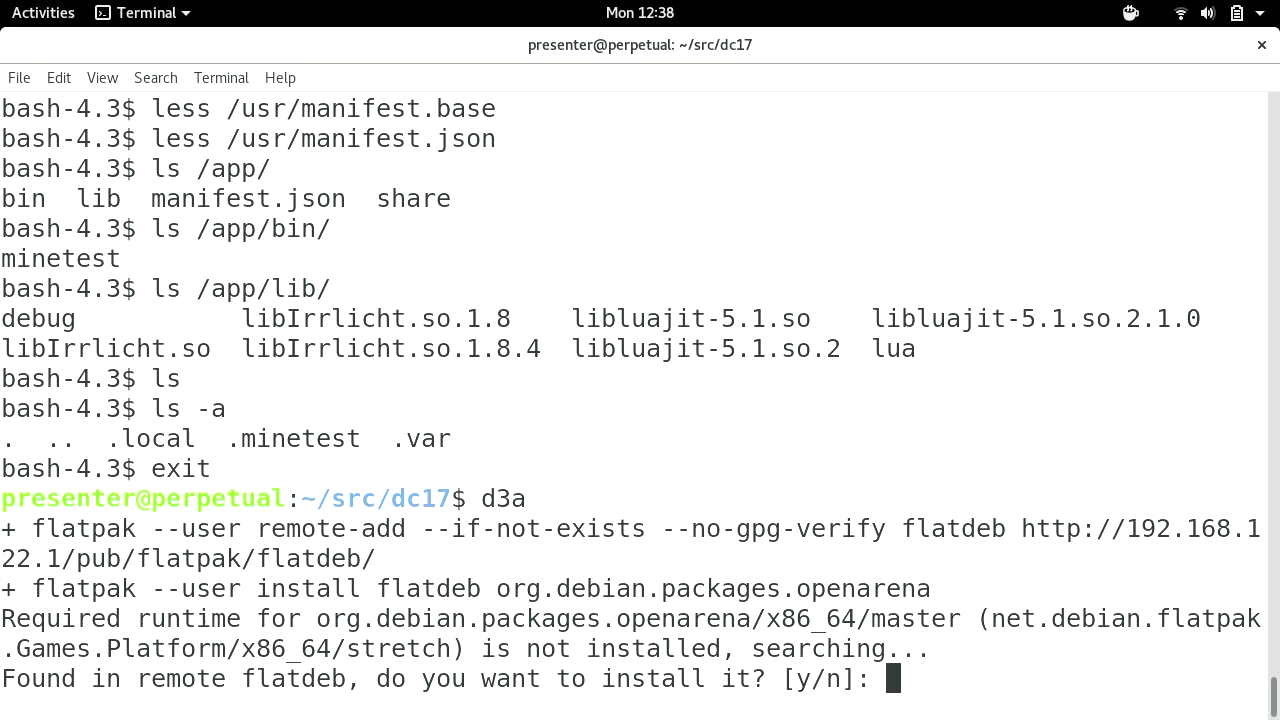 Activities Terminal Mon 12:38
presenter@perpetual: ~/src/dc17 ×
File Edit View Search Terminal Help
bash-4.3$ less /usr/manifest.base
bash-4.3$ less /usr/manifest.json
bash-4.3$ ls /app/
bin  lib  manifest.json  share
bash-4.3$ ls /app/bin/
minetest
bash-4.3$ ls /app/lib/
debug           libIrrlicht.so.1.8    libluajit-5.1.so    libluajit-5.1.so.2.1.0
libIrrlicht.so  libIrrlicht.so.1.8.4  libluajit-5.1.so.2  lua
bash-4.3$ ls
bash-4.3$ ls -a
.  ..  .local  .minetest  .var
bash-4.3$ exit
presenter@perpetual:~/src/dc17$ d3a
+ flatpak --user remote-add --if-not-exists --no-gpg-verify flatdeb http://192.168.1
22.1/pub/flatpak/flatdeb/
+ flatpak --user install flatdeb org.debian.packages.openarena
Required runtime for org.debian.packages.openarena/x86_64/master (net.debian.flatpak
.Games.Platform/x86_64/stretch) is not installed, searching...
Found in remote flatdeb, do you want to install it? [y/n]: